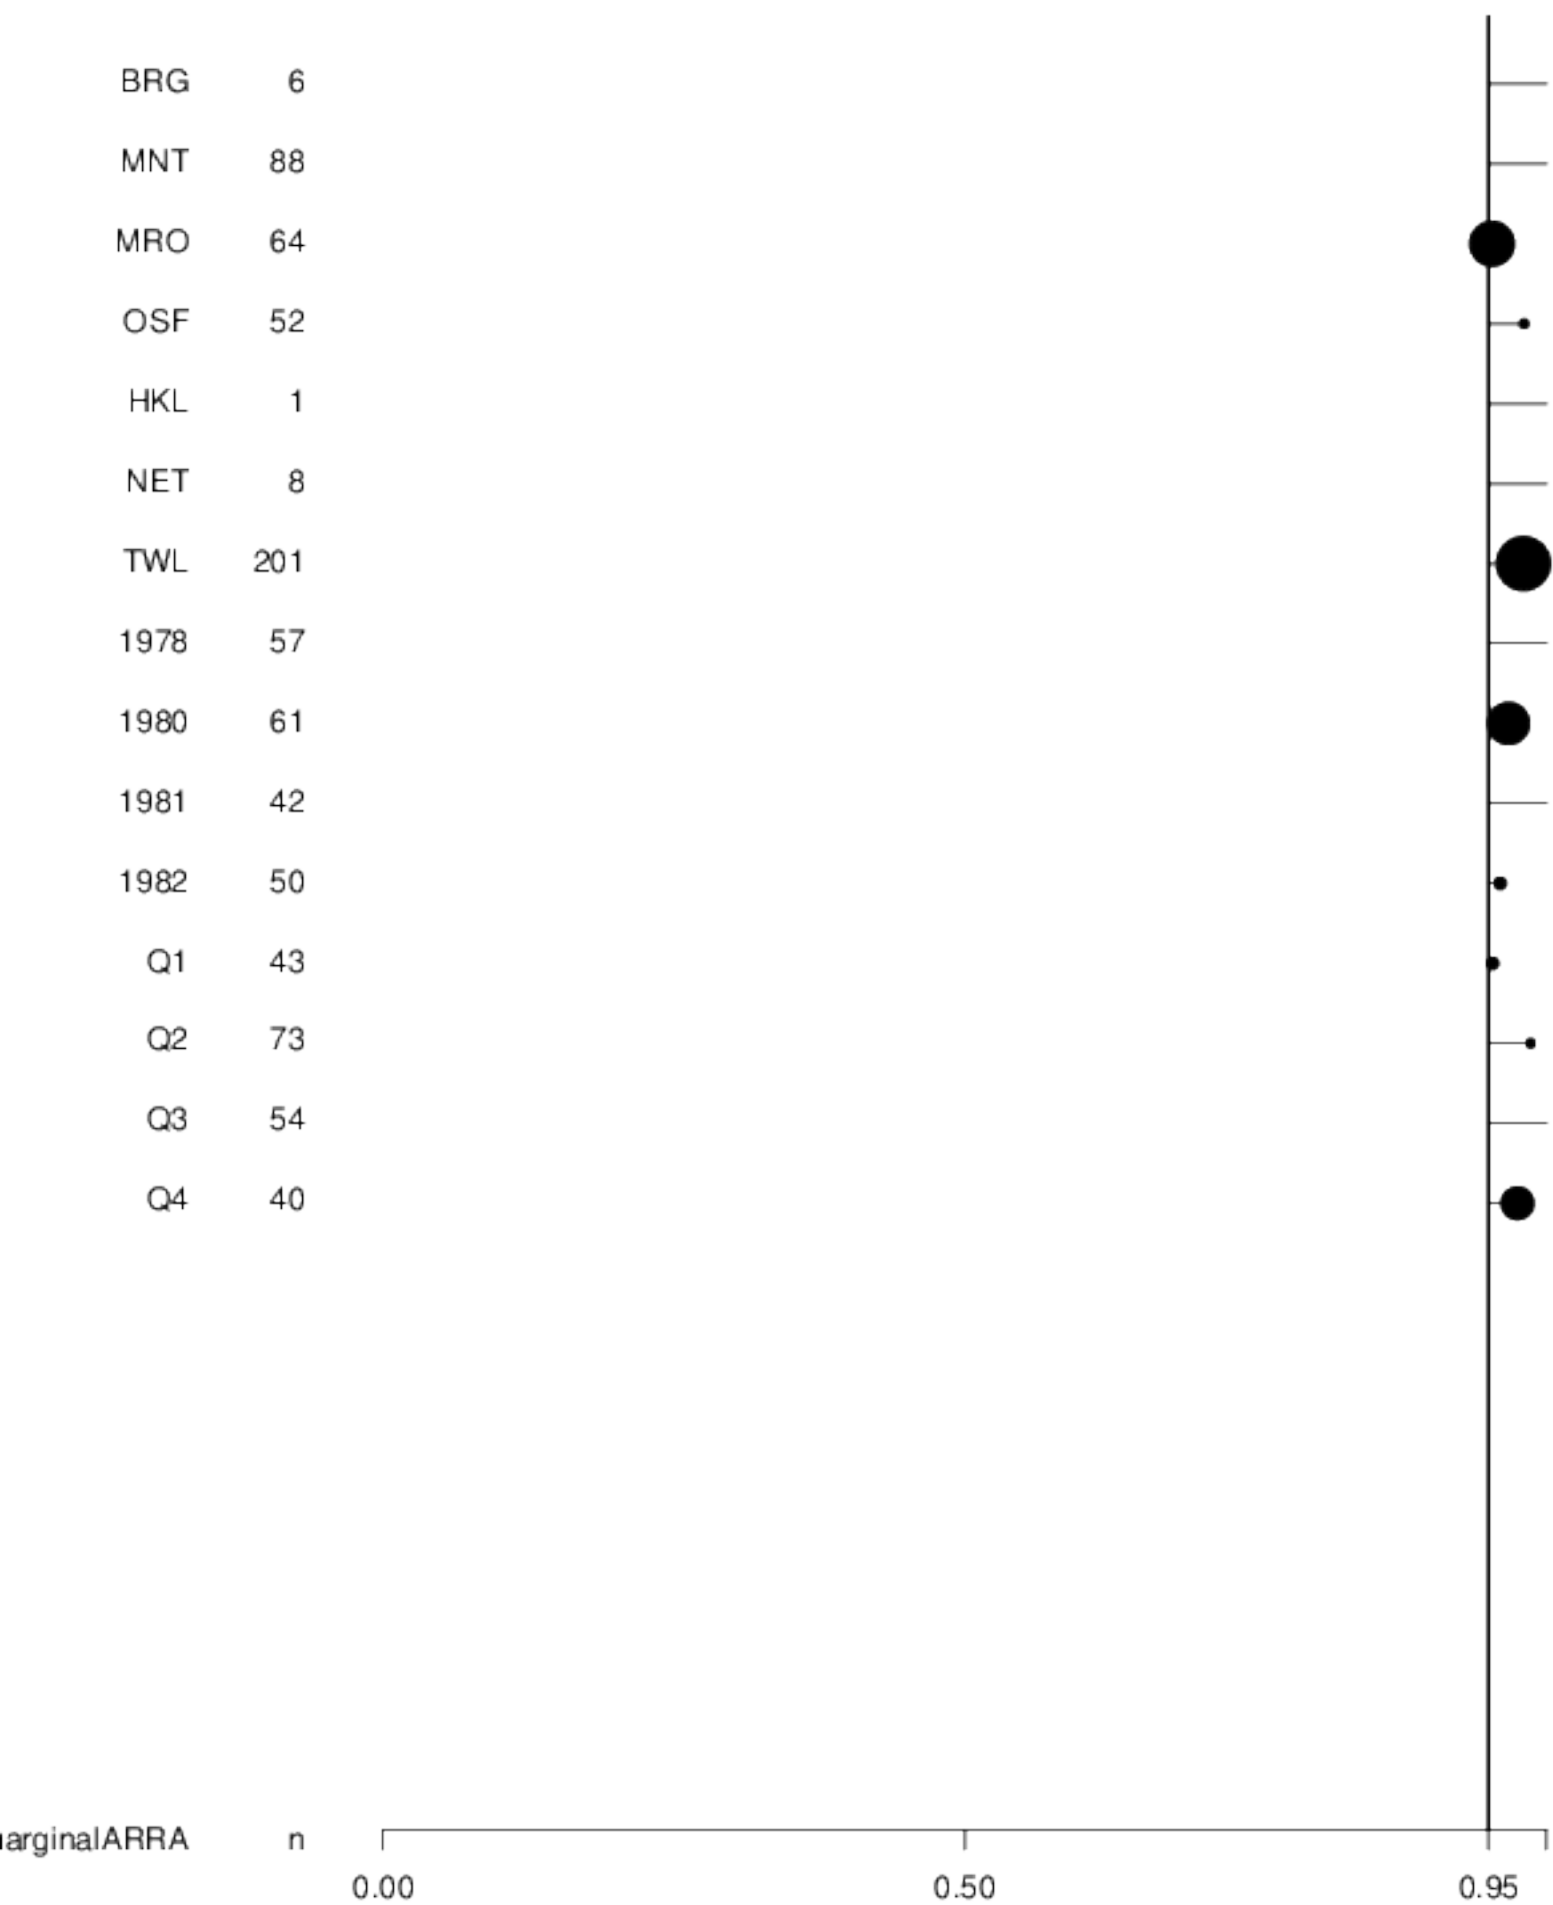 BRG 6
MNT 88
MRO 64
OSF 52
HKL 1
NET 8
TWL 201
1978 57
1980 61
1981 42
1982 50
Q1 43
Q2 73
Q3 54
Q4 40
arginalARRA n
0.00 0.50 0.95